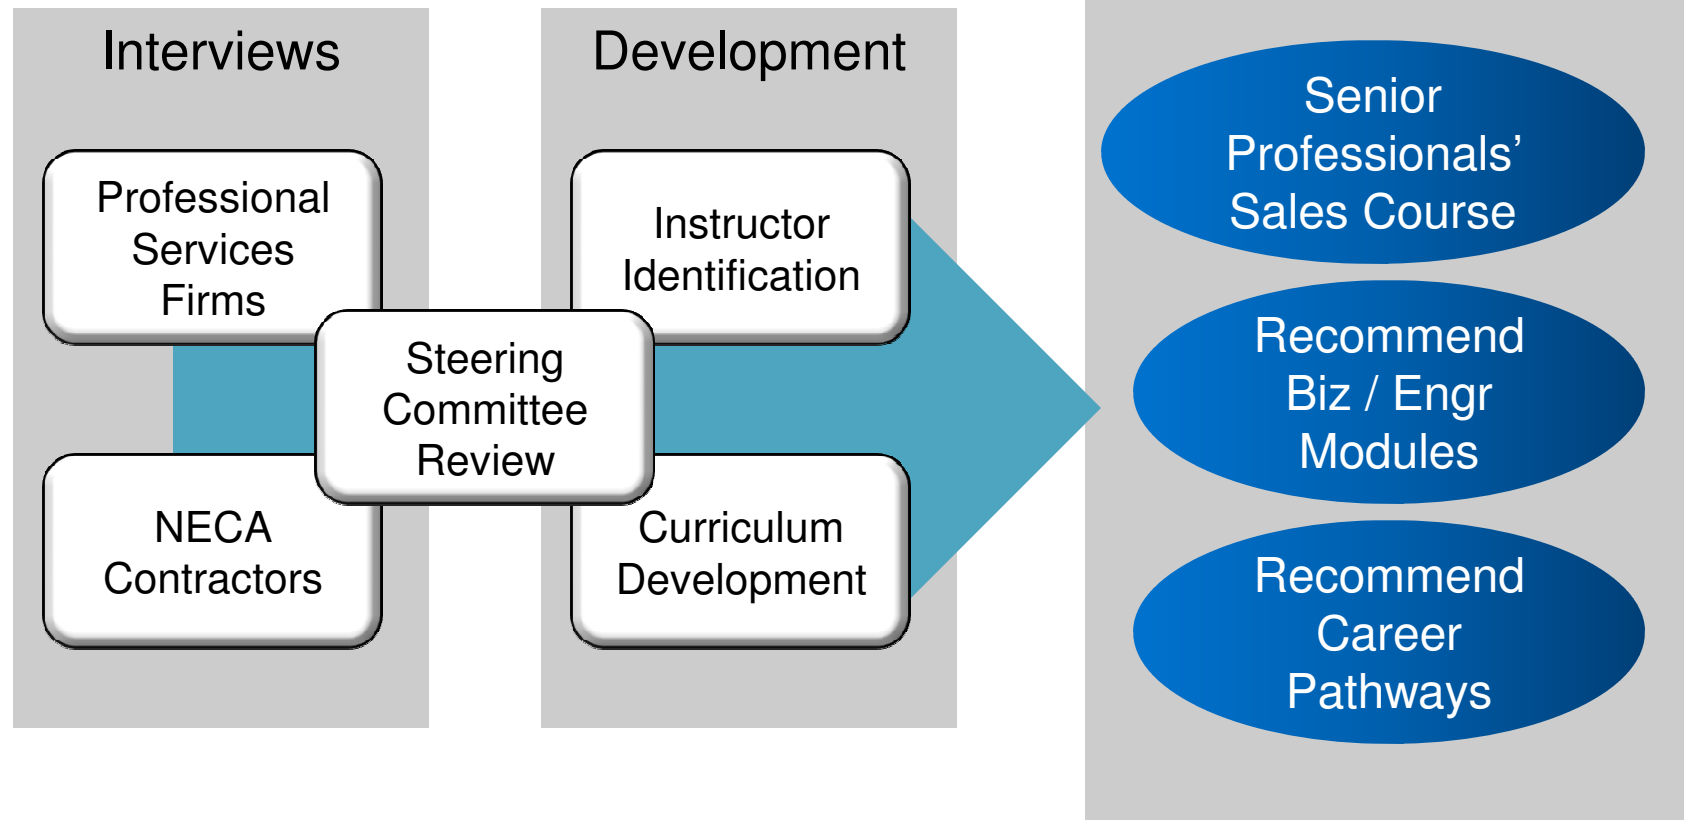 Interviews
Development
Professional
Services
Firms
NECA
Contractors
Steering
Committee
Review
Instructor
Identification
Curriculum
Development
Senior
Professionals’
Sales Course
Recommend
Biz / Engr
Modules
Recommend
Career
Pathways